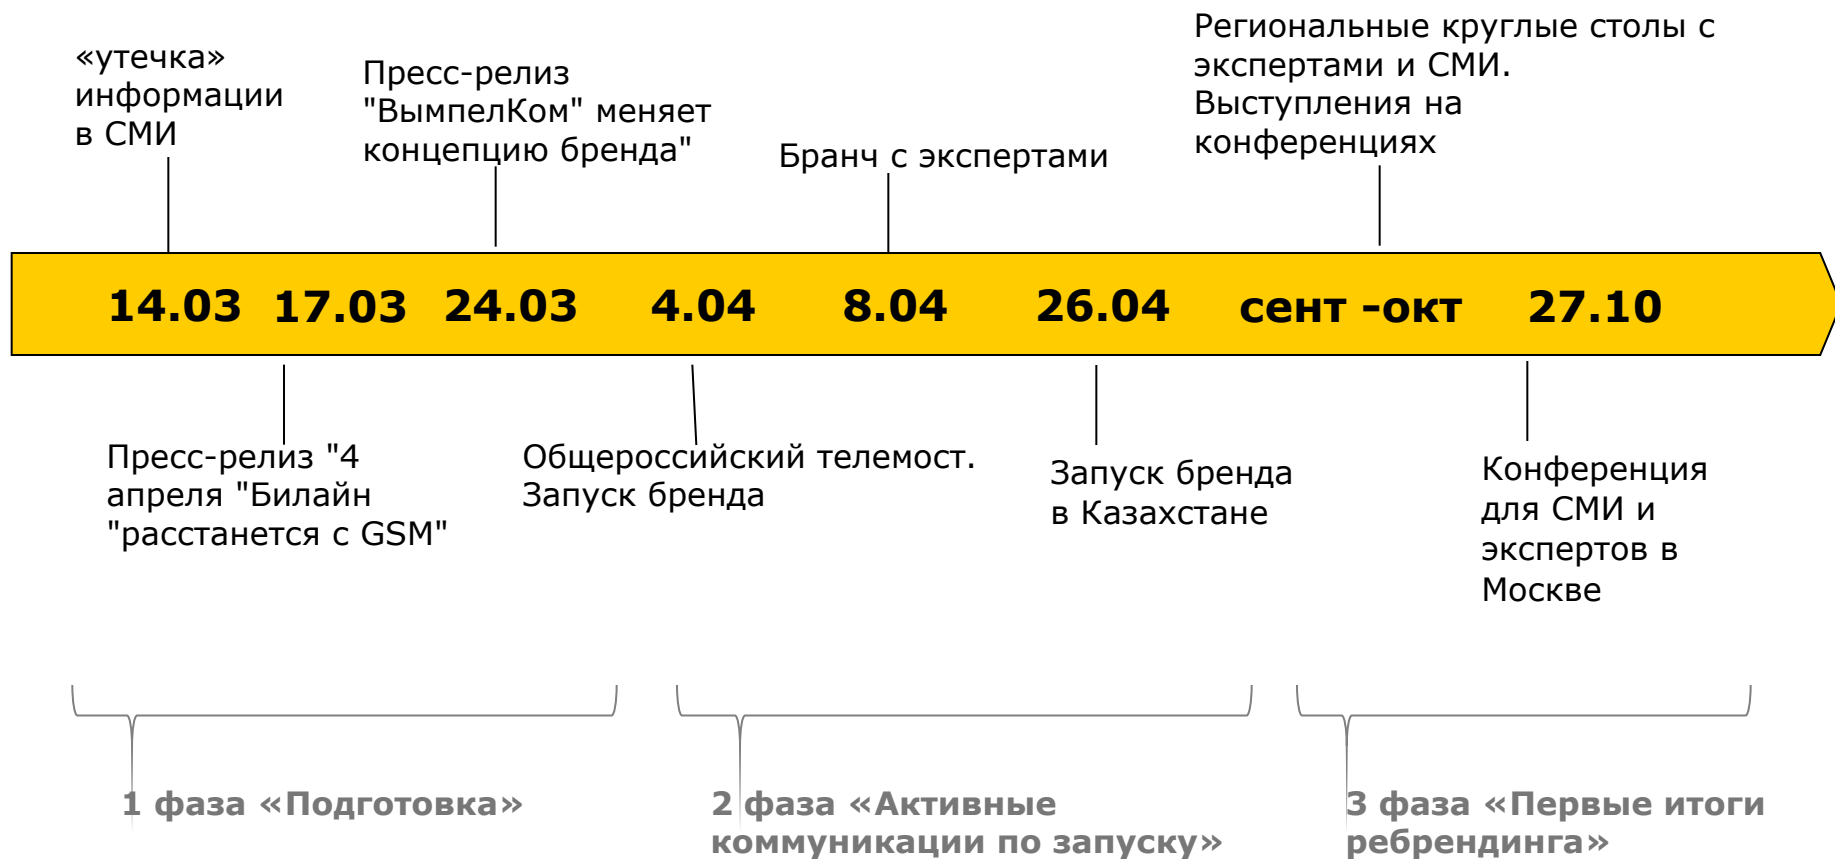 «утечка»
информации
в СМИ
Пресс-релиз
"ВымпелКом" меняет
концепцию бренда"
Бранч с экспертами
Региональные круглые столы с
экспертами и СМИ.
Выступления на
конференциях
14.03 17.03 24.03 4.04 8.04 26.04 сент -окт 27.10
Пресс-релиз "4
апреля "Билайн
"расстанется с GSM"
Общероссийский телемост.
Запуск бренда
Запуск бренда
в Казахстане
Конференция
для СМИ и
экспертов в
Москве
1 фаза «Подготовка»
2 фаза «Активные
коммуникации по запуску»
3 фаза «Первые итоги
ребрендинга»